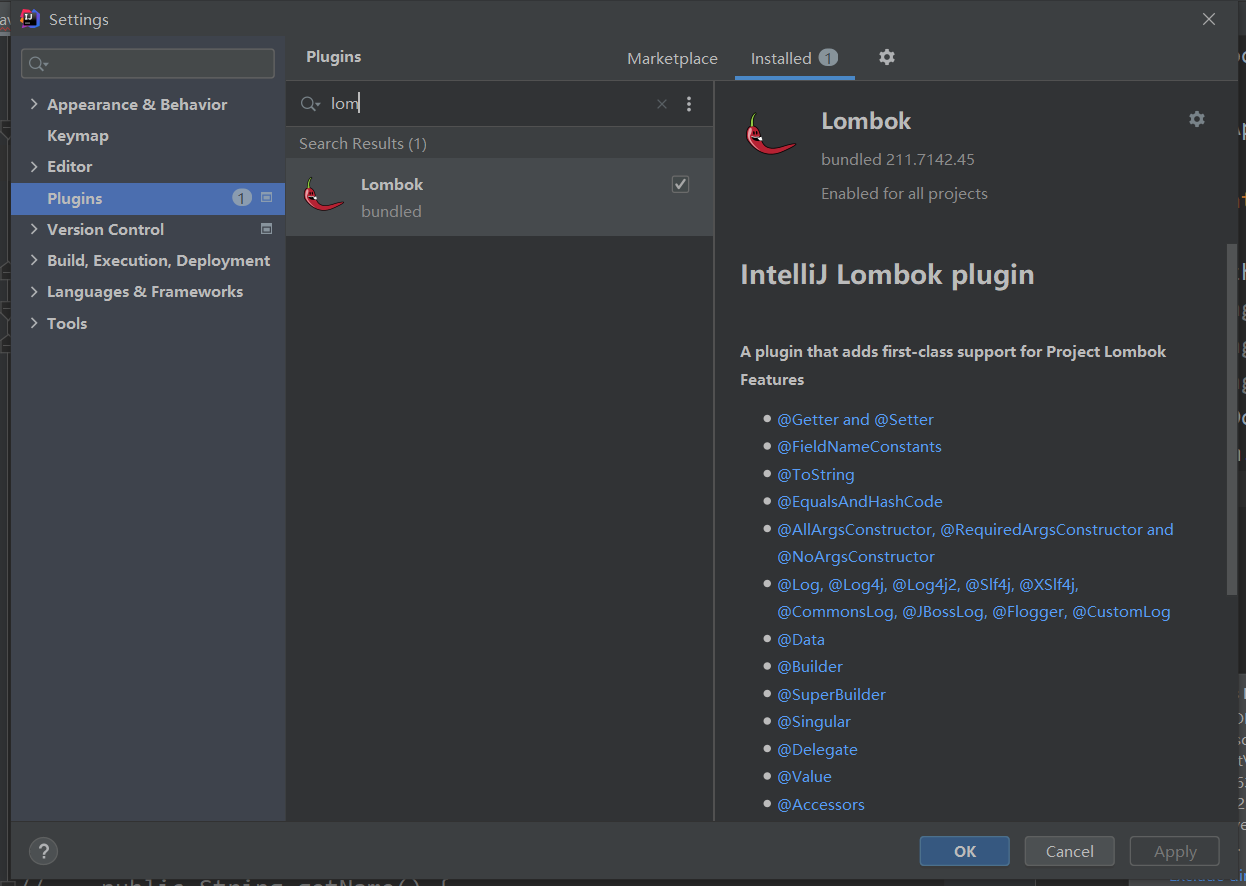 Settings
Plugins
Marketplace
Installed 1
lom
Appearance & Behavior
Keymap
Editor
Plugins 1
Version Control
Build, Execution, Deployment
Languages & Frameworks
Tools
Search Results (1)
Lombok
bundled
Lombok
bundled 211.7142.45
Enabled for all projects
IntelliJ Lombok plugin
A plugin that adds first-class support for Project Lombok
Features
@Getter and @Setter
@FieldNameConstants
@ToString
@EqualsAndHashCode
@AllArgsConstructor, @RequiredArgsConstructor and
@NoArgsConstructor
@Log, @Log4j, @Log4j2, @Slf4j, @XSlf4j,
@CommonsLog, @JBossLog, @Flogger, @CustomLog
@Data
@Builder
@SuperBuilder
@Singular
@Delegate
@Value
@Accessors
?
OK
Cancel
Apply
// public String getName() {